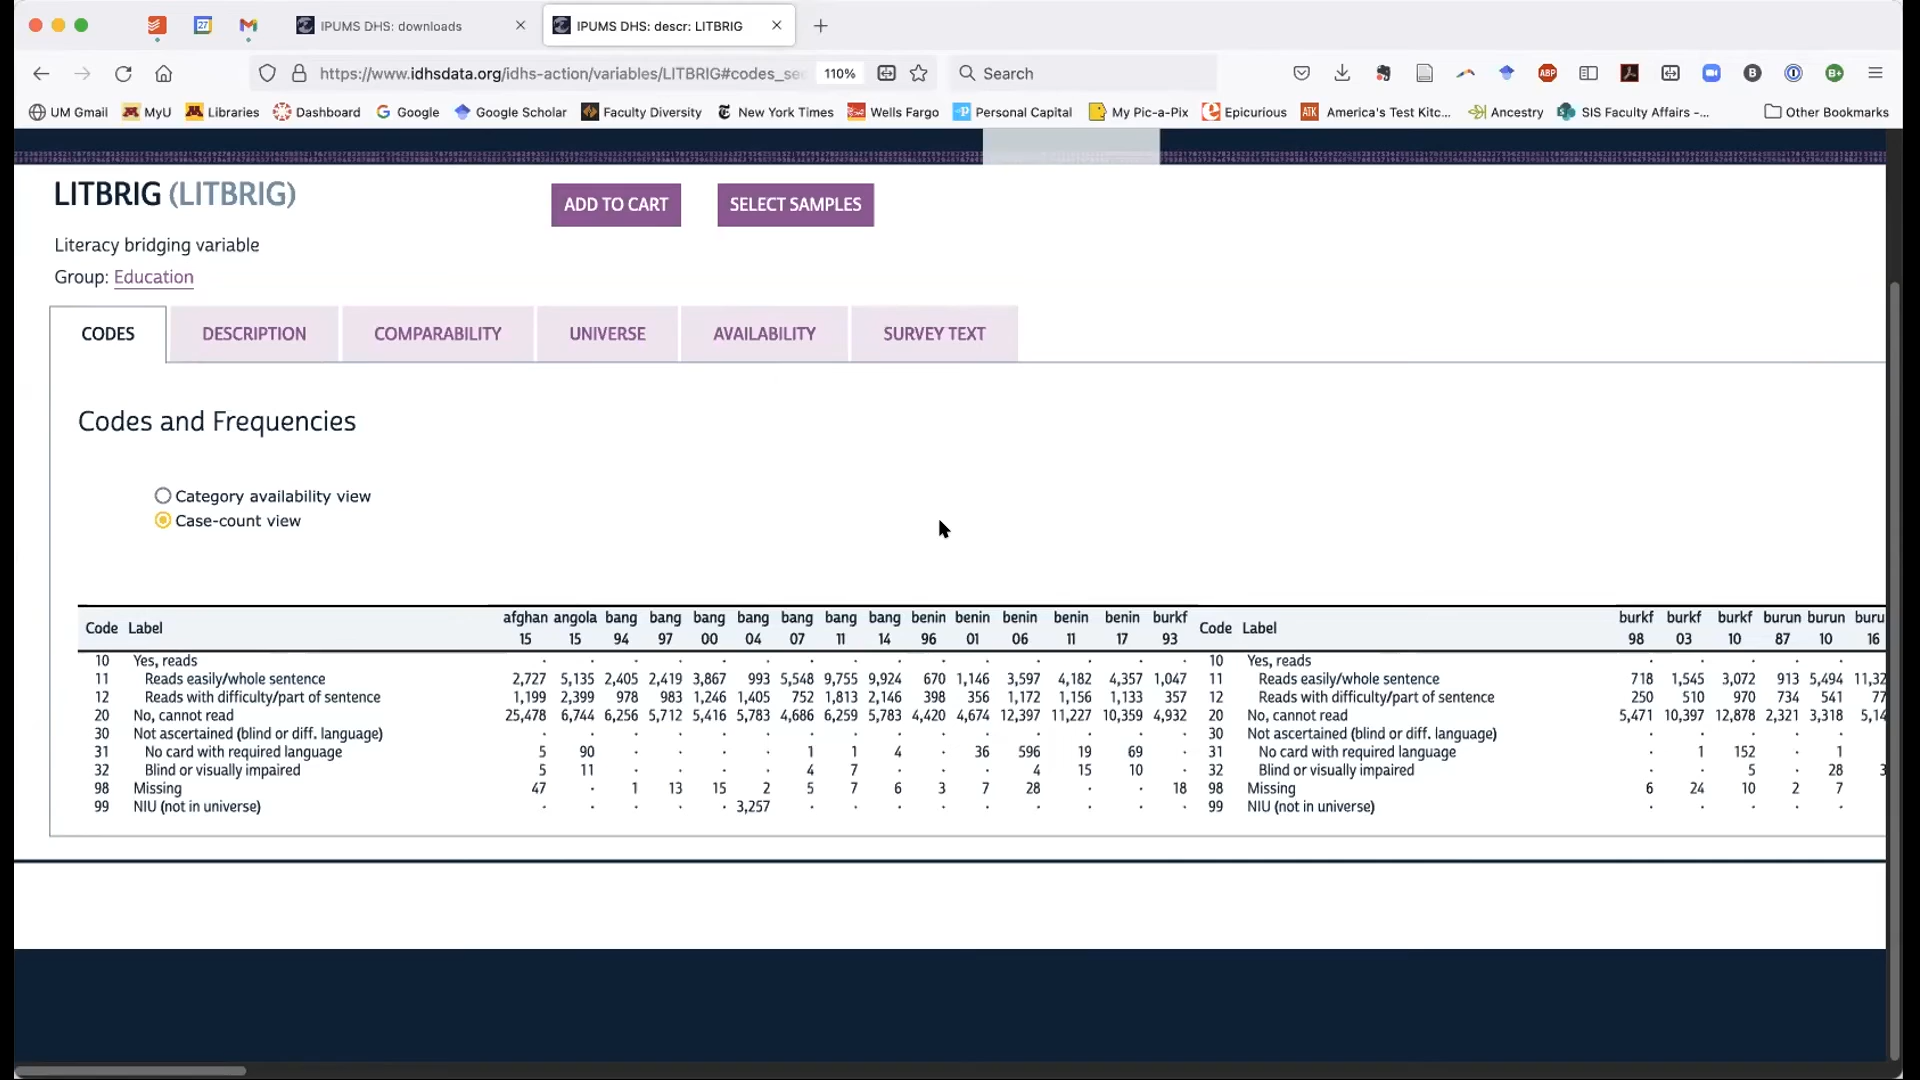 27 IPUMS DHS: downloads IPUMS DHS: descr: LITBRIG
https://www.idhsdata.org/idhs-action/variables/LITBRIG#codes_se 110% Search ABP B B+
UM Gmail MyU Libraries Dashboard Google Google Scholar Faculty Diversity New York Times Wells Fargo Personal Capital My Pic-a-Pix Epicurious ATK America's Test Kitc... Ancestry SIS Faculty Affairs -... Other Bookmarks
LITBRIG (LITBRIG) ADD TO CART SELECT SAMPLES
Literacy bridging variable
Group: Education
CODES DESCRIPTION COMPARABILITY UNIVERSE AVAILABILITY SURVEY TEXT
Codes and Frequencies
Category availability view
Case-count view
Code Label afghan 15 angola 15 bang 94 bang 97 bang 00 bang 04 bang 07 bang 11 bang 14 benin 96 benin 01 benin 06 benin 11 benin 17 burkf 93 Code Label burkf 98 burkf 03 burkf 10 burun 87 burun 10 buru 16
10 Yes, reads · · · · · · · · · · · · · · · 10 Yes, reads · · · · ·
11 Reads easily/whole sentence 2,727 5,135 2,405 2,419 3,867 993 5,548 9,755 9,924 670 1,146 3,597 4,182 4,357 1,047 11 Reads easily/whole sentence 718 1,545 3,072 913 5,494 11,32
12 Reads with difficulty/part of sentence 1,199 2,399 978 983 1,246 1,405 752 1,813 2,146 398 356 1,172 1,156 1,133 357 12 Reads with difficulty/part of sentence 250 510 970 734 541 77
20 No, cannot read 25,478 6,744 6,256 5,712 5,416 5,783 4,686 6,259 5,783 4,420 4,674 12,397 11,227 10,359 4,932 20 No, cannot read 5,471 10,397 12,878 2,321 3,318 5,14
30 Not ascertained (blind or diff. language) · · · · · · · · · · · · · · · 30 Not ascertained (blind or diff. language) · · · · ·
31 No card with required language 5 90 · · · · 1 1 4 · 36 596 19 69 · 31 No card with required language · 1 152 · 1
32 Blind or visually impaired 5 11 · · · · 4 7 · · · 4 15 10 · 32 Blind or visually impaired · · 5 · 28 3
98 Missing 47 · 1 13 15 2 5 7 6 3 7 28 · · 18 98 Missing 6 24 10 2 7
99 NIU (not in universe) · · · · · 3,257 · · · · · · · · · 99 NIU (not in universe) · · · · ·